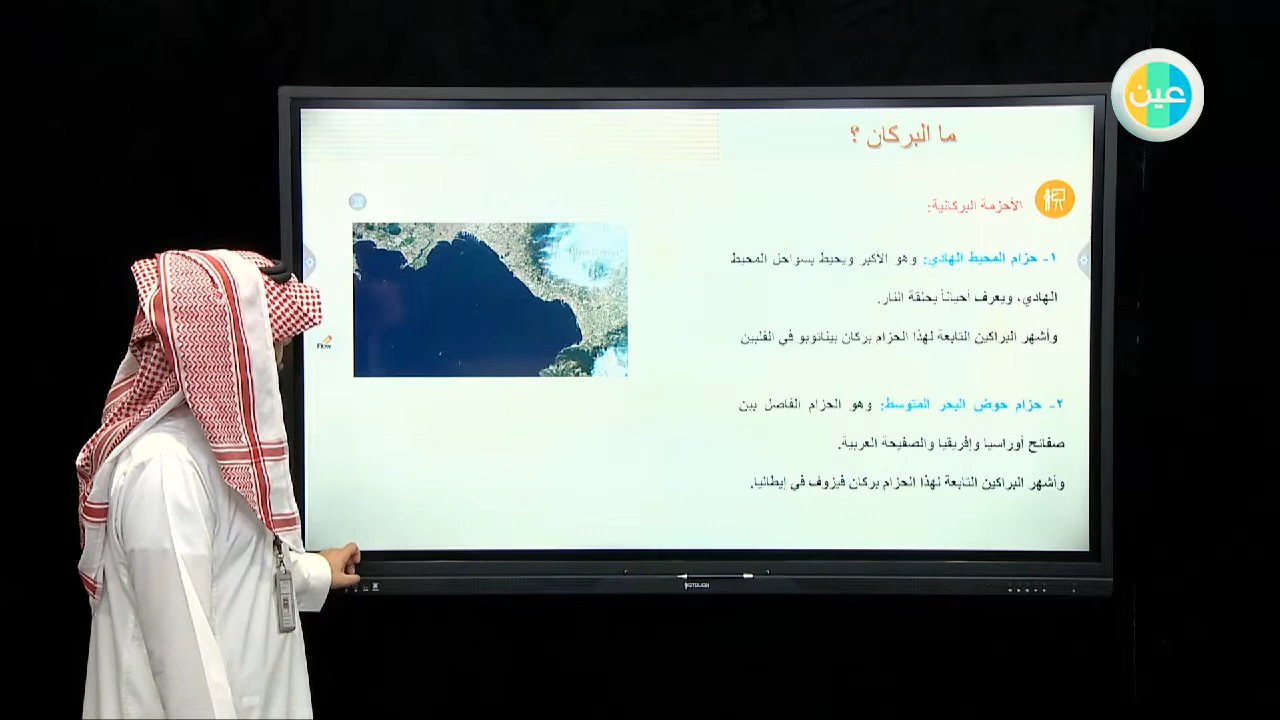 عين
ما البركان ؟
الأحزمة البركانية:
١- حزام المحيط الهادي: وهو الأكبر ويحيط بسواحل المحيط
الهادي، ويعرف أحياناً بحلقة النار.
وأشهر البراكين التابعة لهذا الحزام بركان بيناتوبو في الفلبين
٢- حزام حوض البحر المتوسط: وهو الحزام الفاصل بين
صفائح أوراسيا وإفريقيا والصفيحة العربية.
وأشهر البراكين التابعة لهذا الحزام بركان فيزوف في إيطاليا.
Flow